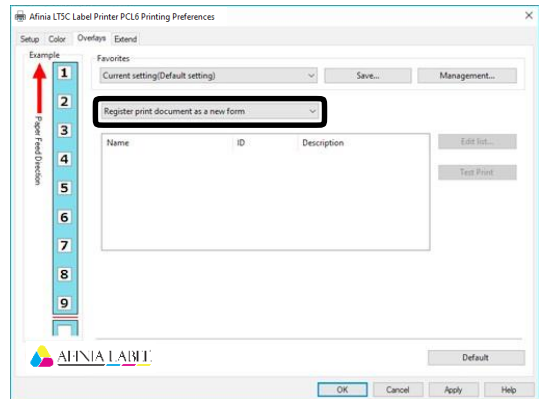 Afinia LT5C Label Printer PCL6 Printing Preferences
Setup Color Overlays Extend
Example
Favorites
Current setting(Default setting) Save... Management...
Register print document as a new form
Name ID Description
Edit list...
Test Print
Paper Feed Direction
1
2
3
4
5
6
7
8
9
AFINIA LABEL
Default
OK Cancel Apply Help